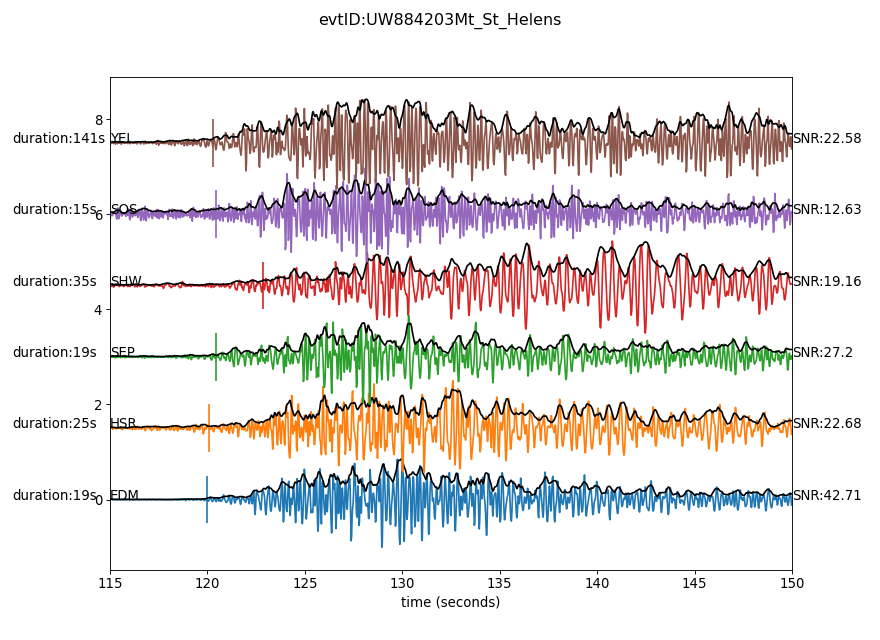 evtID:UW884203Mt_St_Helens
8
duration:141s YEL SNR:22.58
duration:15s SOS SNR:12.63
6
duration:35s SHW SNR:19.16
4
duration:19s SEP SNR:27.2
2
duration:25s HSR SNR:22.68
duration:19s EDM SNR:42.71
0
115 120 125 130 135 140 145 150
time (seconds)